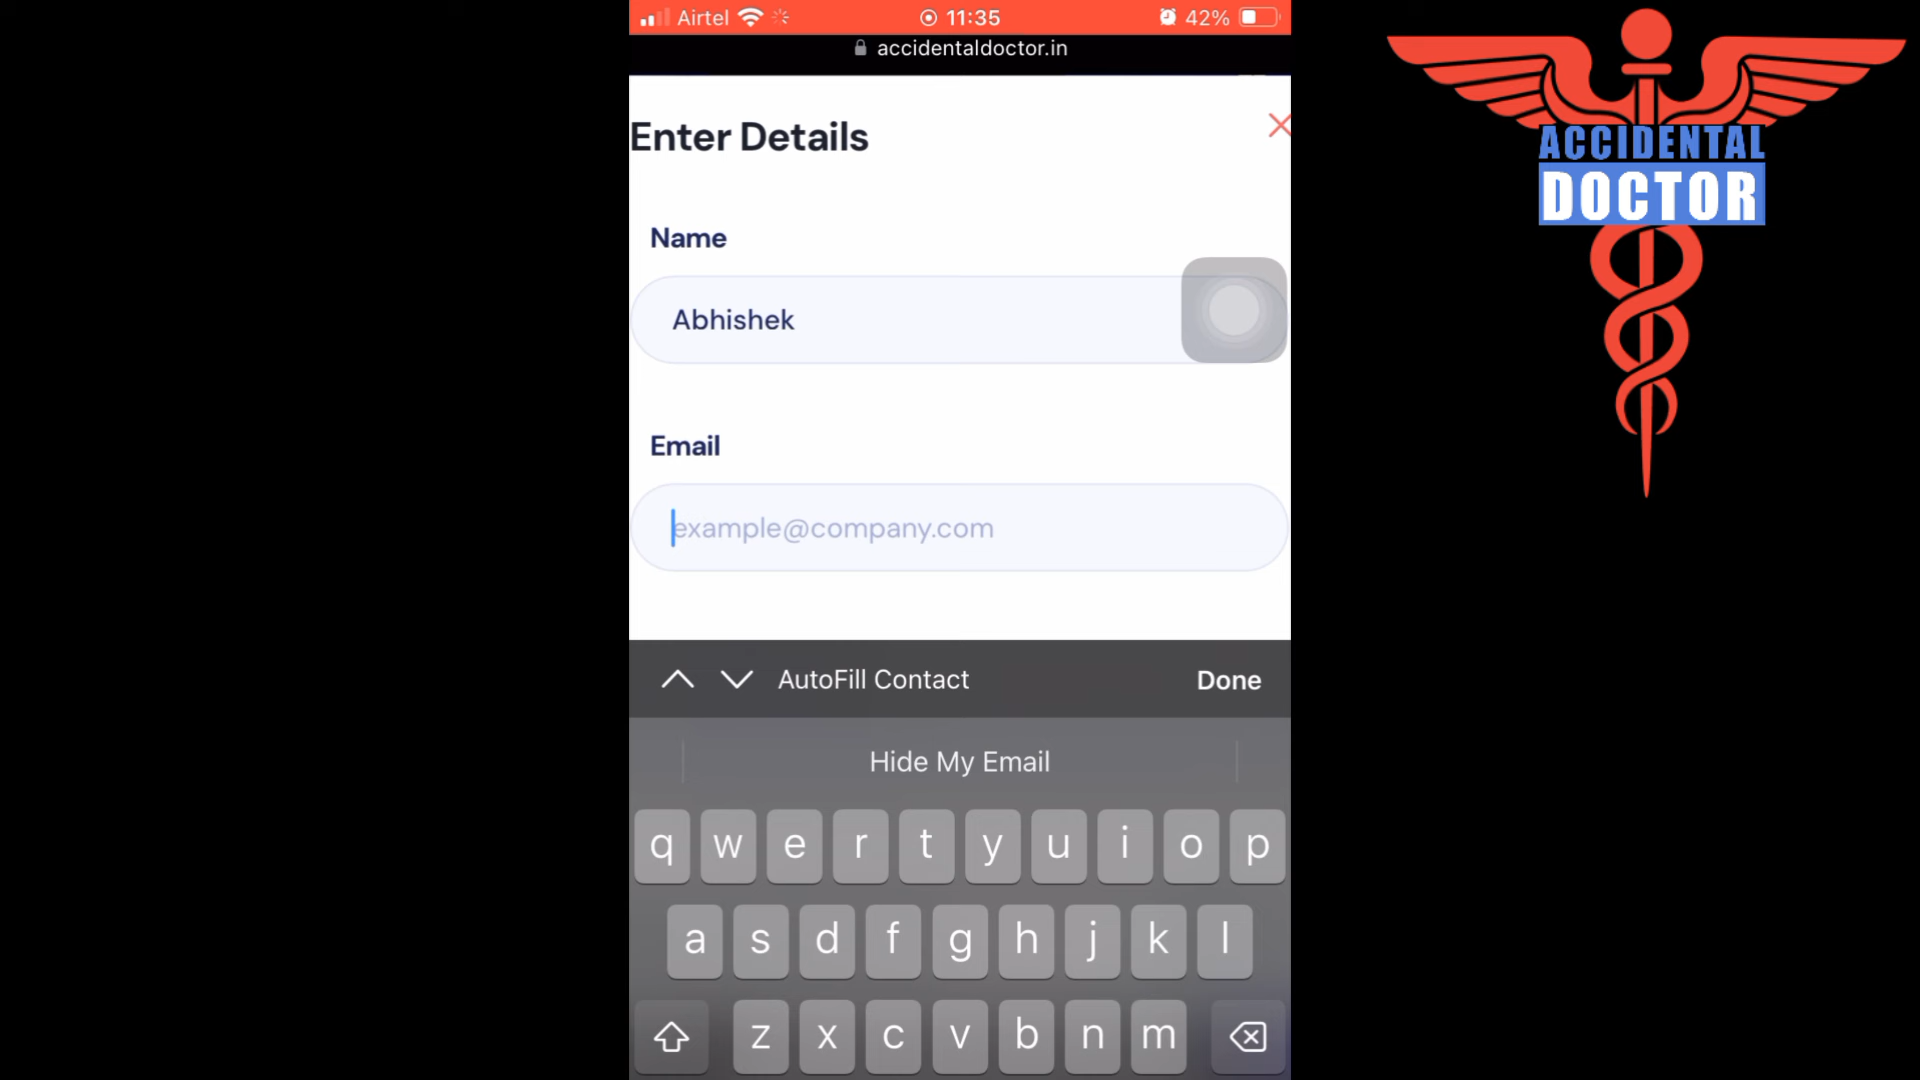 Airtel 11:35 42%
accidentaldoctor.in
Enter Details
Name
Abhishek
Email
example@company.com
AutoFill Contact Done
Hide My Email
q w e r t y u i o p
a s d f g h j k l
z x c v b n m
ACCIDENTAL
DOCTOR